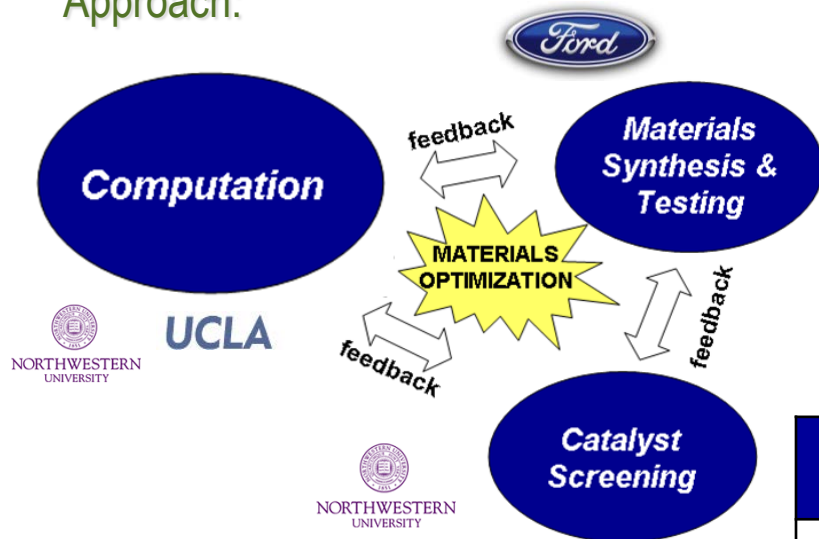 Approach:
Ford
feedback
Computation
Materials
Synthesis &
Testing
MATERIALS
OPTIMIZATION
feedback
feedback
NORTHWESTERN
UNIVERSITY
UCLA
Catalyst
Screening
NORTHWESTERN
UNIVERSITY